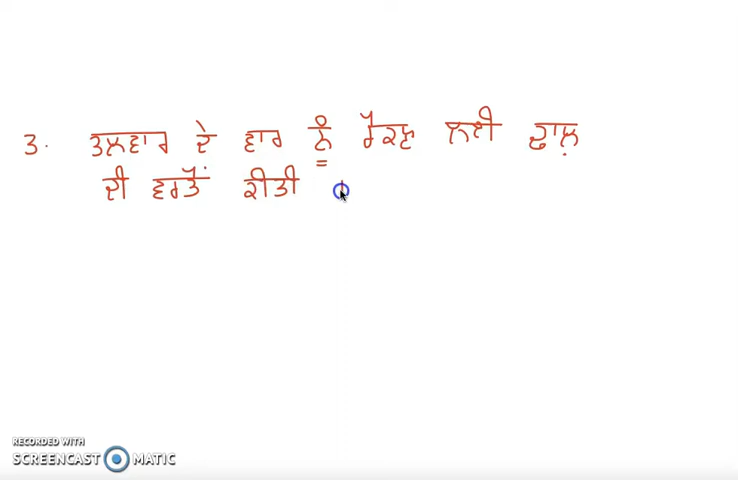 3. ਤਲਵਾਰ ਦੇ ਵਾਰ ਨੂੰ ਰੋਕਣ ਲਈ ਢਾਲ਼
ਦੀ ਵਰਤੋਂ ਕੀਤੀ
RECORDED WITH
SCREENCAST MATIC